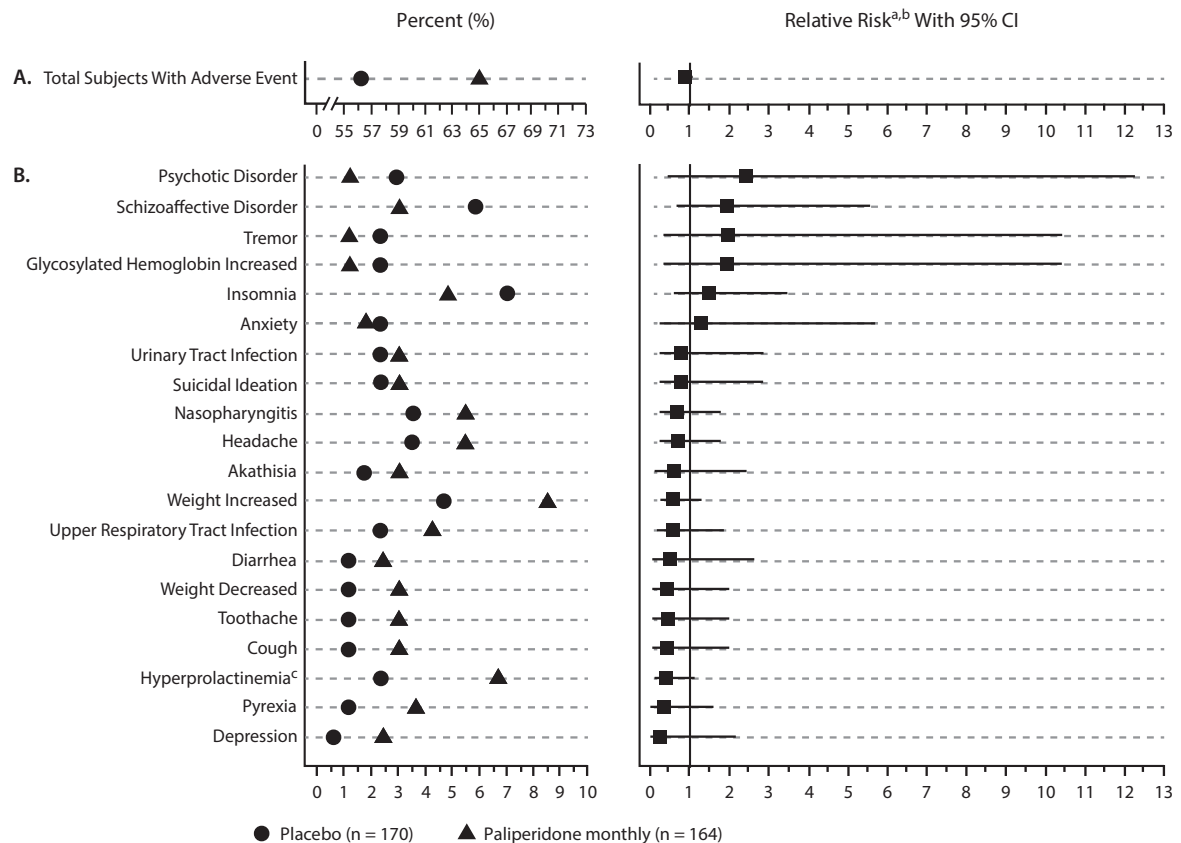 Percent (%)
Relative Riskᵃ,ᵇ With 95% CI
A. Total Subjects With Adverse Event
0 55 57 59 61 63 65 67 69 71 73
0 1 2 3 4 5 6 7 8 9 10 11 12 13
B.
Psychotic Disorder
Schizoaffective Disorder
Tremor
Glycosylated Hemoglobin Increased
Insomnia
Anxiety
Urinary Tract Infection
Suicidal Ideation
Nasopharyngitis
Headache
Akathisia
Weight Increased
Upper Respiratory Tract Infection
Diarrhea
Weight Decreased
Toothache
Cough
Hyperprolactinemiaᶜ
Pyrexia
Depression
0 1 2 3 4 5 6 7 8 9 10
0 1 2 3 4 5 6 7 8 9 10 11 12 13
Placebo (n = 170)
Paliperidone monthly (n = 164)